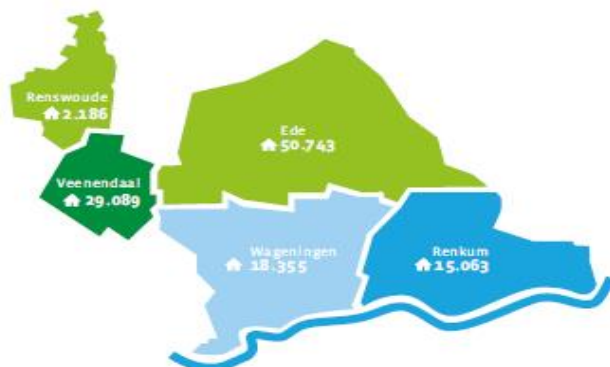 Renswoude
2.186
Ede
50.743
Veenendaal
29.089
Wageningen
18.355
Renkum
15.063